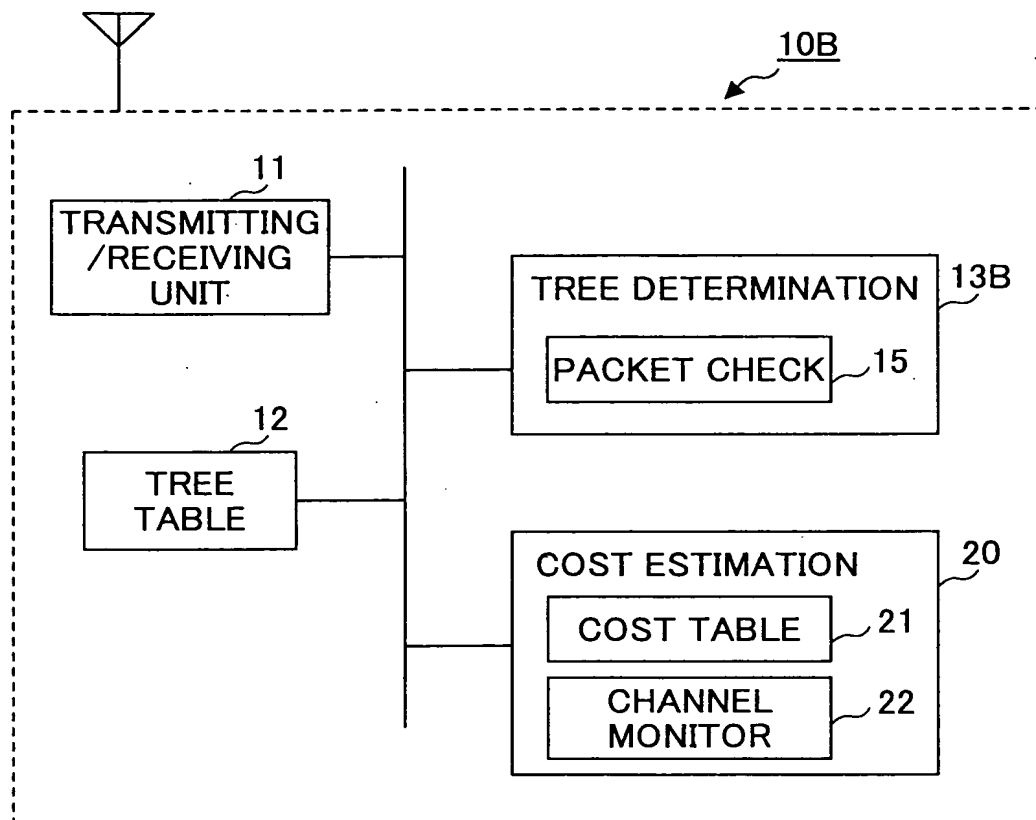 10B
11
TRANSMITTING
/RECEIVING
UNIT
TREE DETERMINATION
13B
PACKET CHECK
15
12
TREE
TABLE
COST ESTIMATION
20
COST TABLE
21
CHANNEL
MONITOR
22